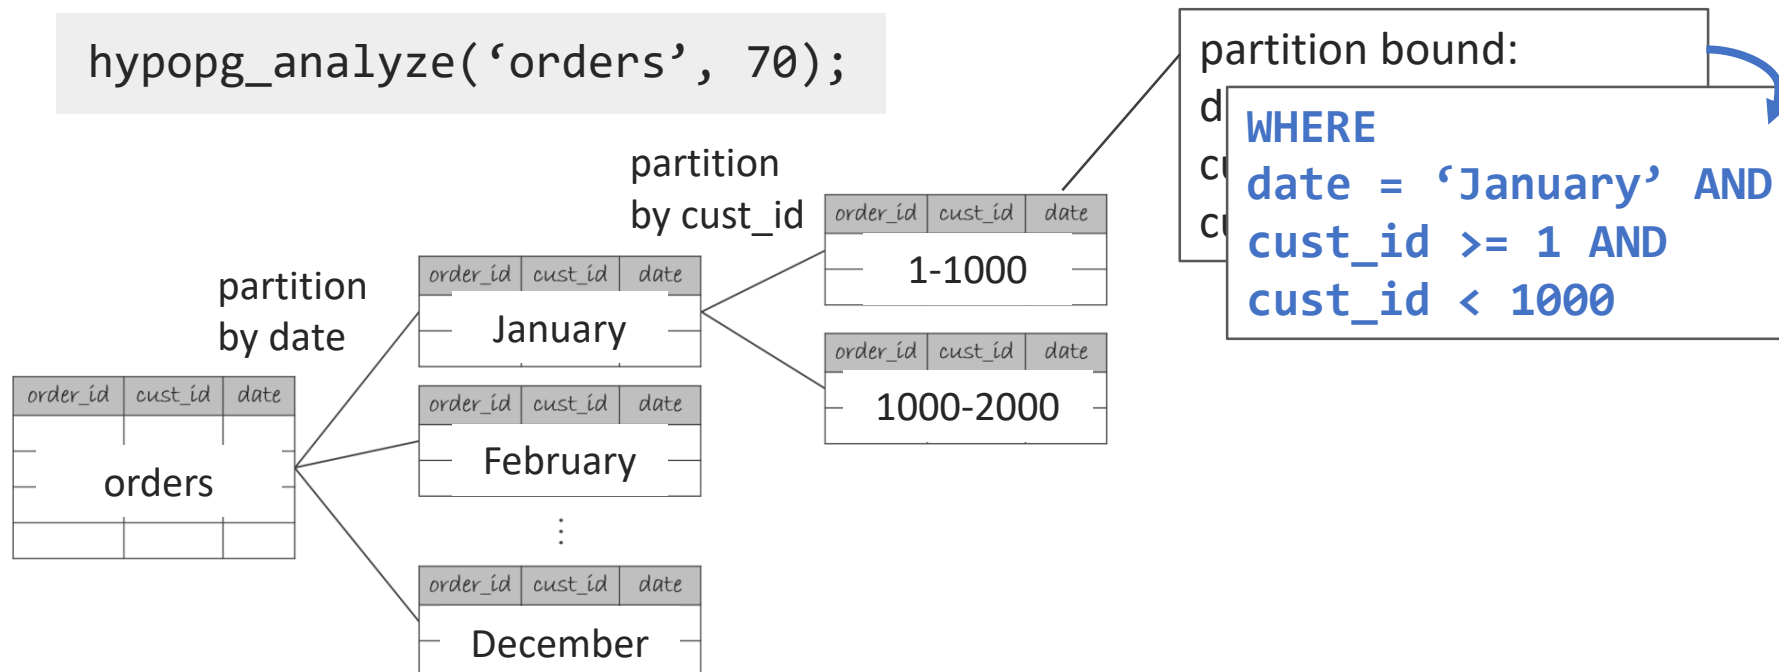 hypopg_analyze(‘orders’, 70);
partition bound:
WHERE
date = ‘January’ AND
cust_id >= 1 AND
cust_id < 1000
partition
by cust_id
order_id cust_id date
1-1000
order_id cust_id date
1000-2000
partition
by date
order_id cust_id date
January
order_id cust_id date
February
⋮
order_id cust_id date
December
order_id cust_id date
orders